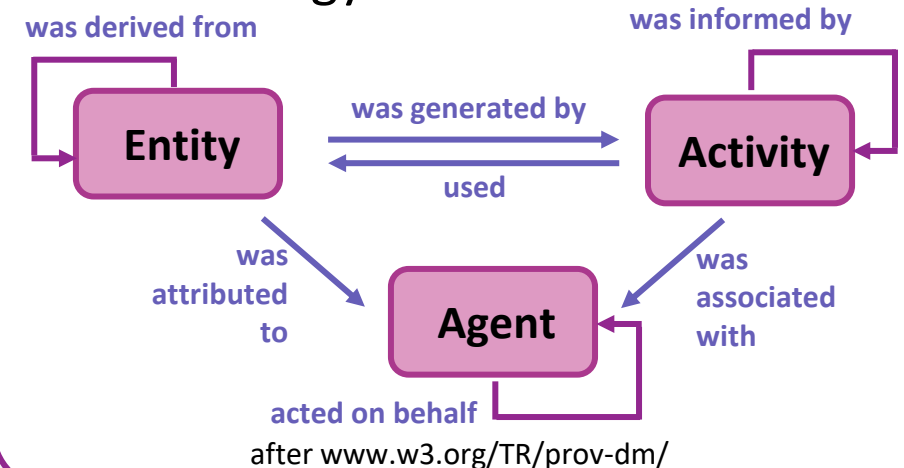 was derived from
was informed by
was generated by
Entity
Activity
used
was
attributed
to
was
associated
with
Agent
acted on behalf
after www.w3.org/TR/prov-dm/